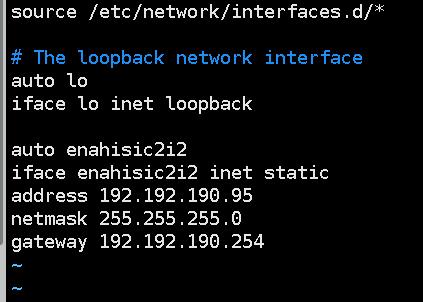 source /etc/network/interfaces.d/*
# The loopback network interface
auto lo
iface lo inet loopback
auto enahisic2i2
iface enahisic2i2 inet static
address 192.192.190.95
netmask 255.255.255.0
gateway 192.192.190.254
~
~